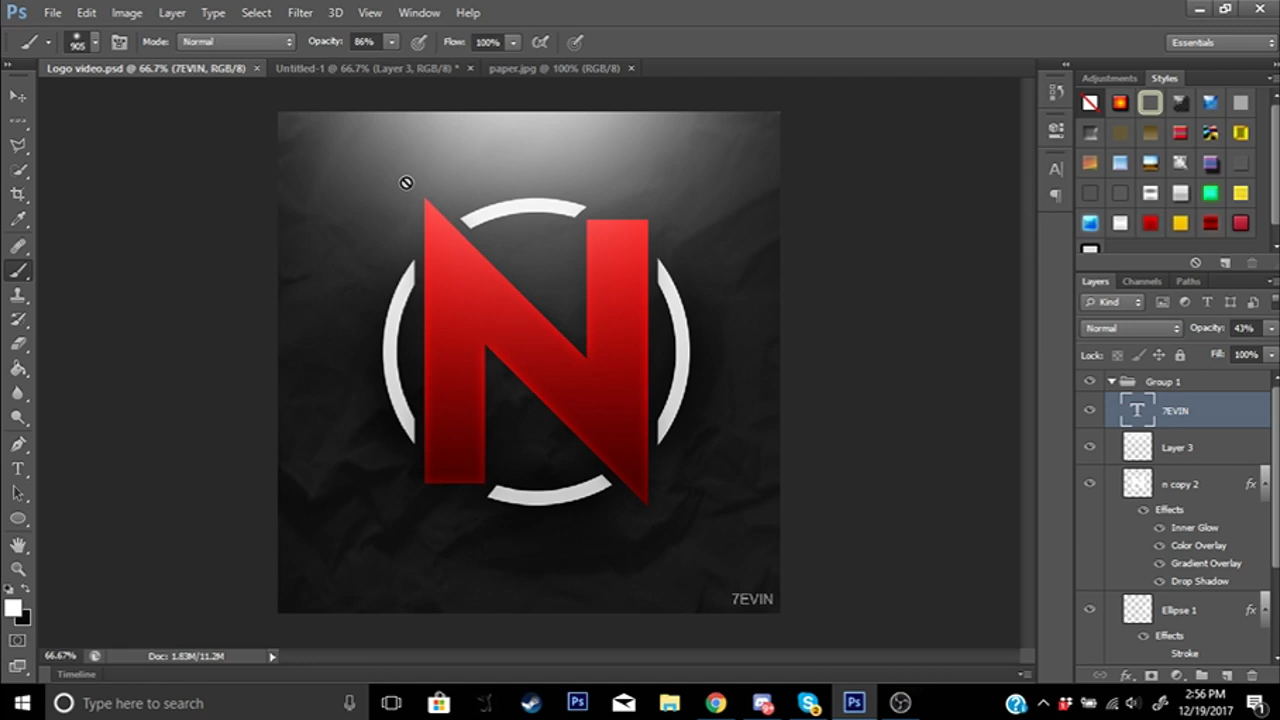 Ps File Edit Image Layer Type Select Filter 3D View Window Help
905 Mode: Normal Opacity: 86% Flow: 100% Essentials
Logo video.psd @ 66.7% (7EVIN, RGB/8) × Untitled-1 @ 66.7% (Layer 3, RGB/8) * × paper.jpg @ 100% (RGB/8) ×
Adjustments Styles
N
7EVIN
Layers Channels Paths
Kind
Normal Opacity: 43%
Lock: Fill: 100%
Group 1
T 7EVIN
Layer 3
n copy 2 fx
Effects
Inner Glow
Color Overlay
Gradient Overlay
Drop Shadow
Ellipse 1 fx
Effects
Stroke
66.67% Doc: 1.83M/11.2M
Timeline
Type here to search
2:56 PM
12/19/2017